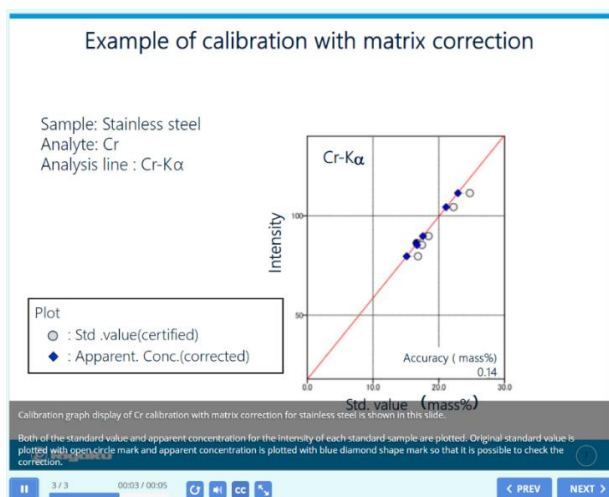 Example of calibration with matrix correction
Sample: Stainless steel
Analyte: Cr
Analysis line : Cr-Kα
Cr-Kα
Intensity
100
50
Plot
: Std .value(certified)
: Apparent. Conc.(corrected)
Accuracy ( mass%)
0.14
0.0 10.0 20.0 30.0
Std. value (mass%)
Calibration graph display of Cr calibration with matrix correction for stainless steel is shown in this slide.
Both of the standard value and apparent concentration for the Intensity of each standard sample are plotted. Original standard value is
plotted with open circle mark and apparent concentration is plotted with blue diamond shape mark so that it is possible to check the
correction.
Rigaku
3 / 3 00:03 / 00:05 CC < PREV NEXT >